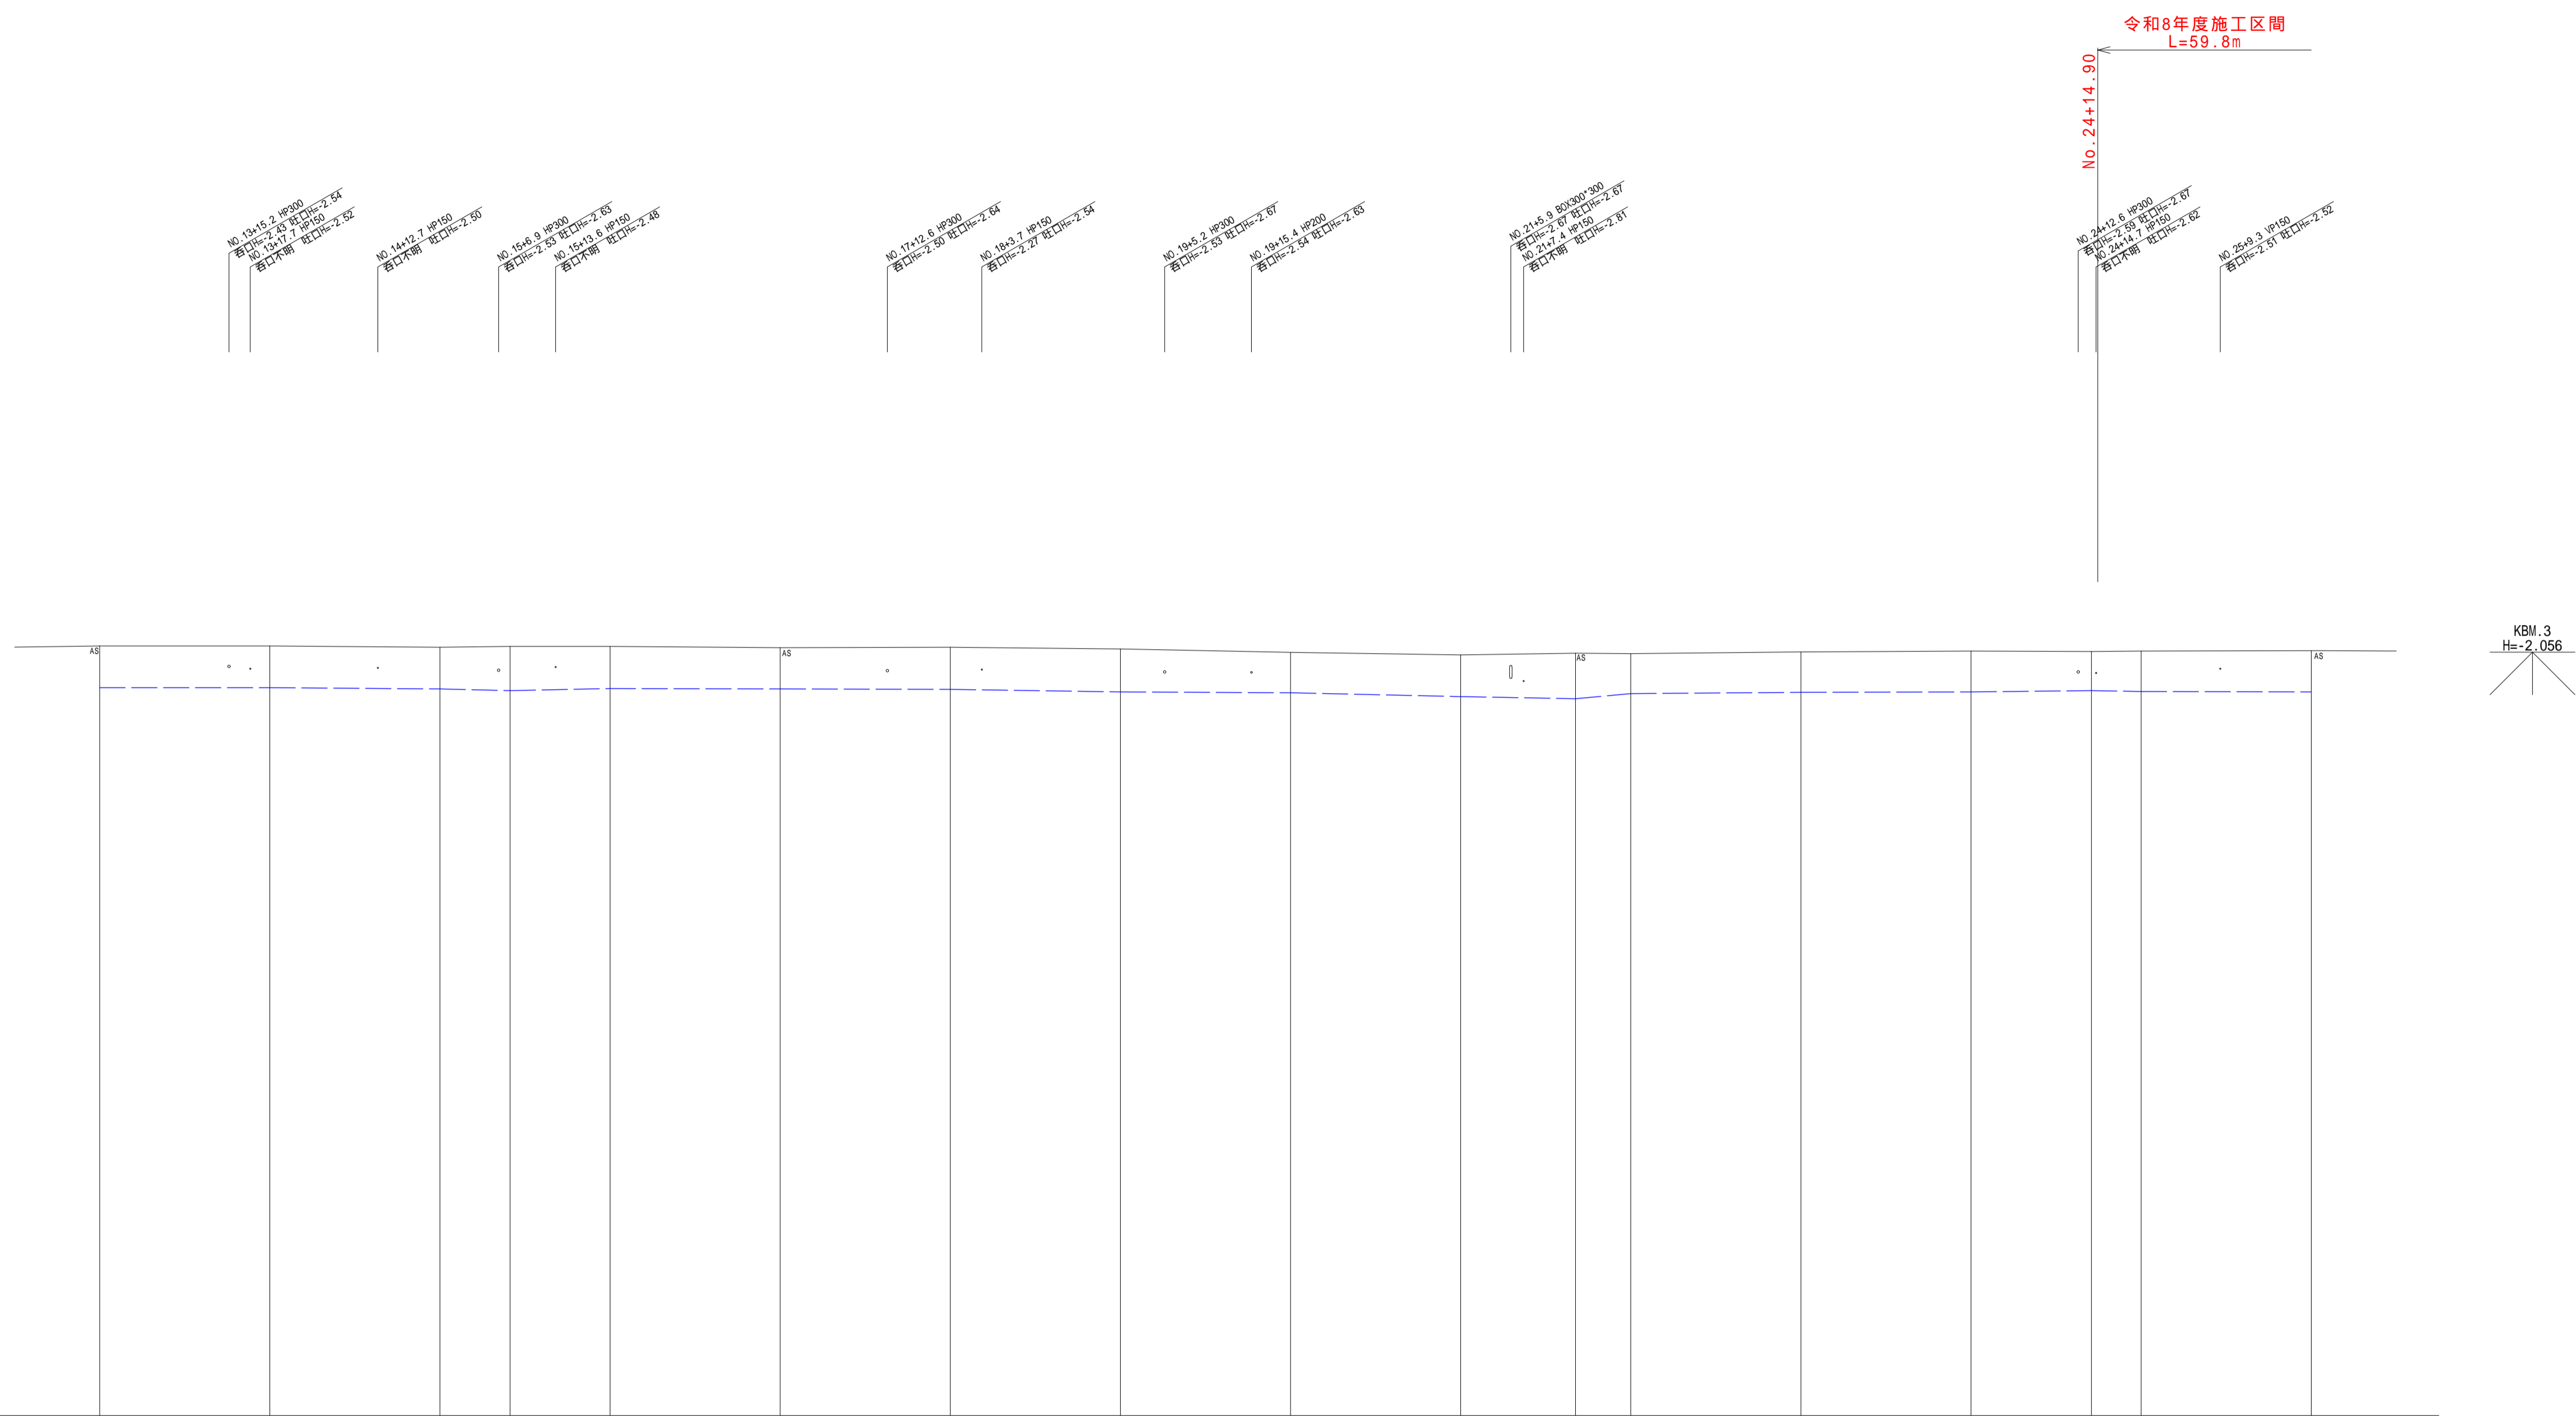 令和8年度施工区間
L=59.8m
No.24+14.90
NO.13+15.2 HP300
呑口H=-2.43 吐口H=-2.54
NO.13+17.7 HP150
呑口不明 吐口H=-2.52
NO.14+12.7 HP150
呑口不明 吐口H=-2.50
NO.15+6.9 HP300
呑口H=-2.53 吐口H=-2.63
NO.15+13.6 HP150
呑口不明 吐口H=-2.48
NO.17+12.6 HP300
呑口H=-2.50 吐口H=-2.64
NO.18+3.7 HP150
呑口H=-2.27 吐口H=-2.54
NO.19+5.2 HP300
呑口H=-2.53 吐口H=-2.67
NO.19+15.4 HP200
呑口H=-2.54 吐口H=-2.63
NO.21+5.9 BOX300*300
呑口H=-2.67 吐口H=-2.67
NO.21+7.4 HP150
呑口不明 吐口H=-2.81
NO.24+12.6 HP300
呑口H=-2.59 吐口H=-2.67
NO.24+14.7 HP150
呑口不明 吐口H=-2.62
NO.25+9.3 VP150
呑口H=-2.51 吐口H=-2.52
KBM.3
H=-2.056
AS
AS
AS
AS